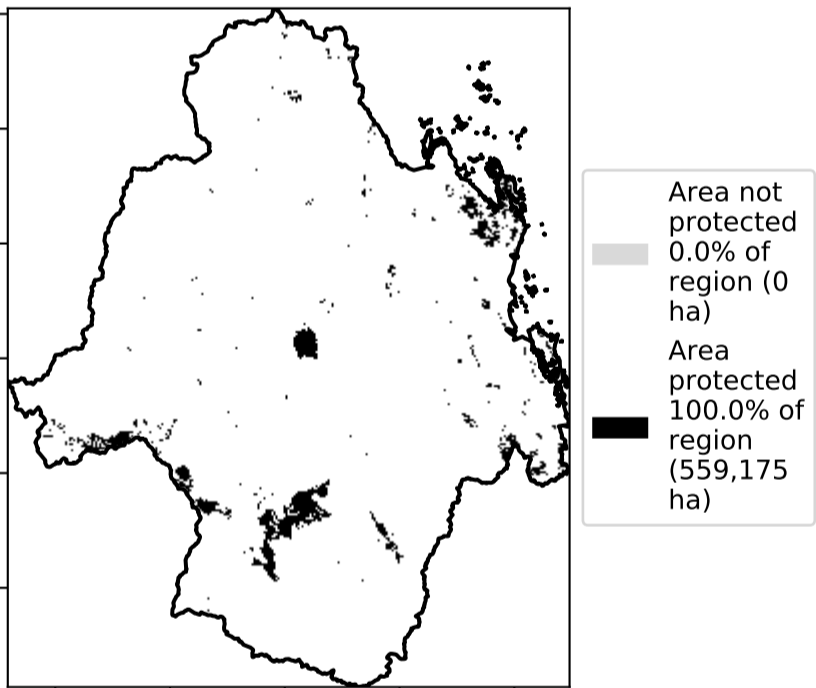 Area not
protected
0.0% of
region (0
ha)
Area
protected
100.0% of
region
(559,175
ha)